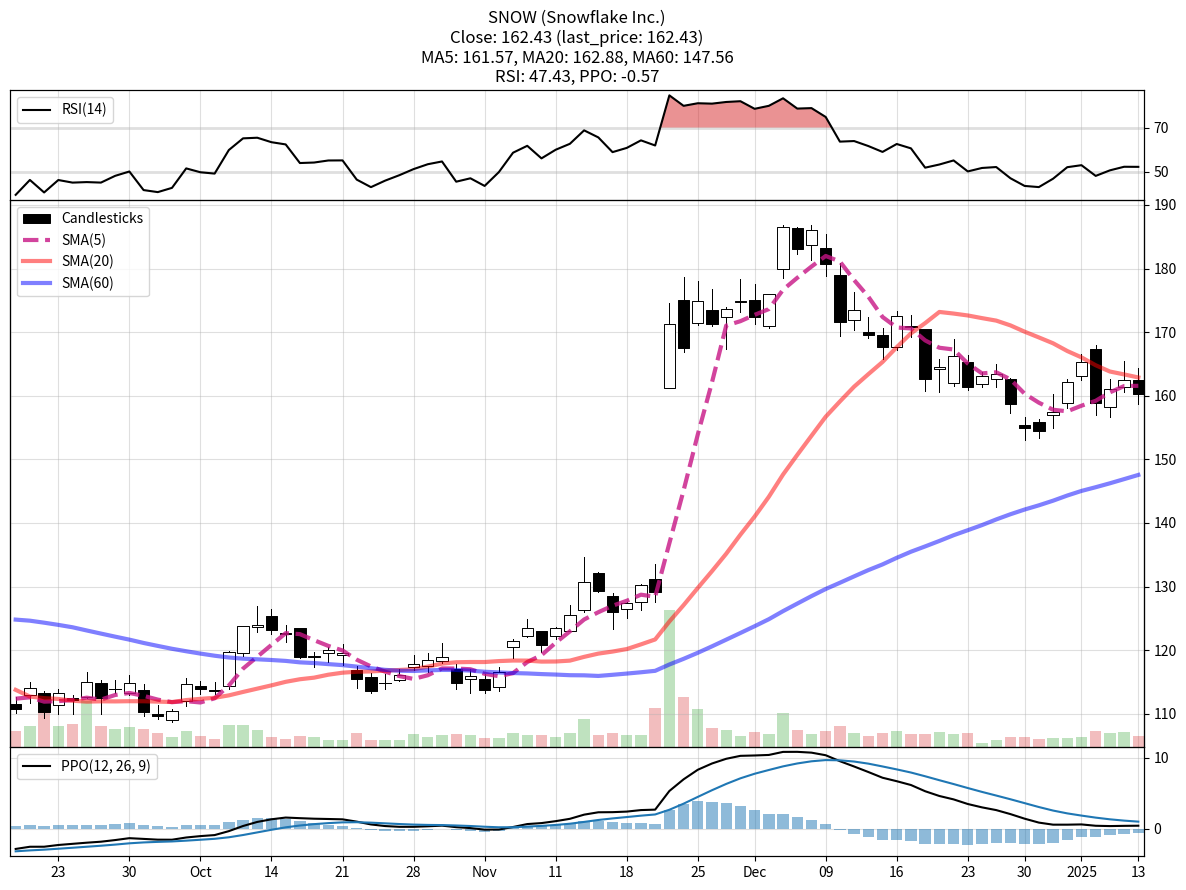 SNOW (Snowflake Inc.)
Close: 162.43 (last_price: 162.43)
MA5: 161.57, MA20: 162.88, MA60: 147.56
RSI: 47.43, PPO: -0.57
RSI(14)
70
50
Candlesticks
SMA(5)
SMA(20)
SMA(60)
190
180
170
160
150
140
130
120
110
PPO(12, 26, 9)
10
0
23 30 Oct 14 21 28 Nov 11 18 25 Dec 09 16 23 30 2025 13